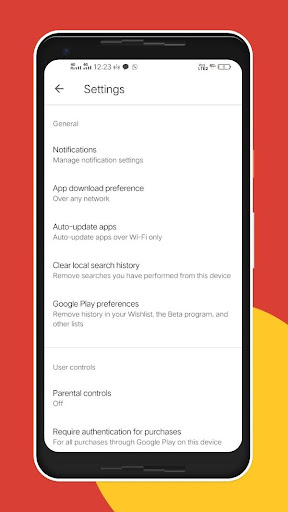 12:23
Settings
General
Notifications
Manage notification settings
App download preference
Over any network
Auto-update apps
Auto-update apps over Wi-Fi only
Clear local search history
Remove searches you have performed from this device
Google Play preferences
Remove history in your Wishlist, the Beta program, and
other lists
User controls
Parental controls
Off
Require authentication for purchases
For all purchases through Google Play on this device